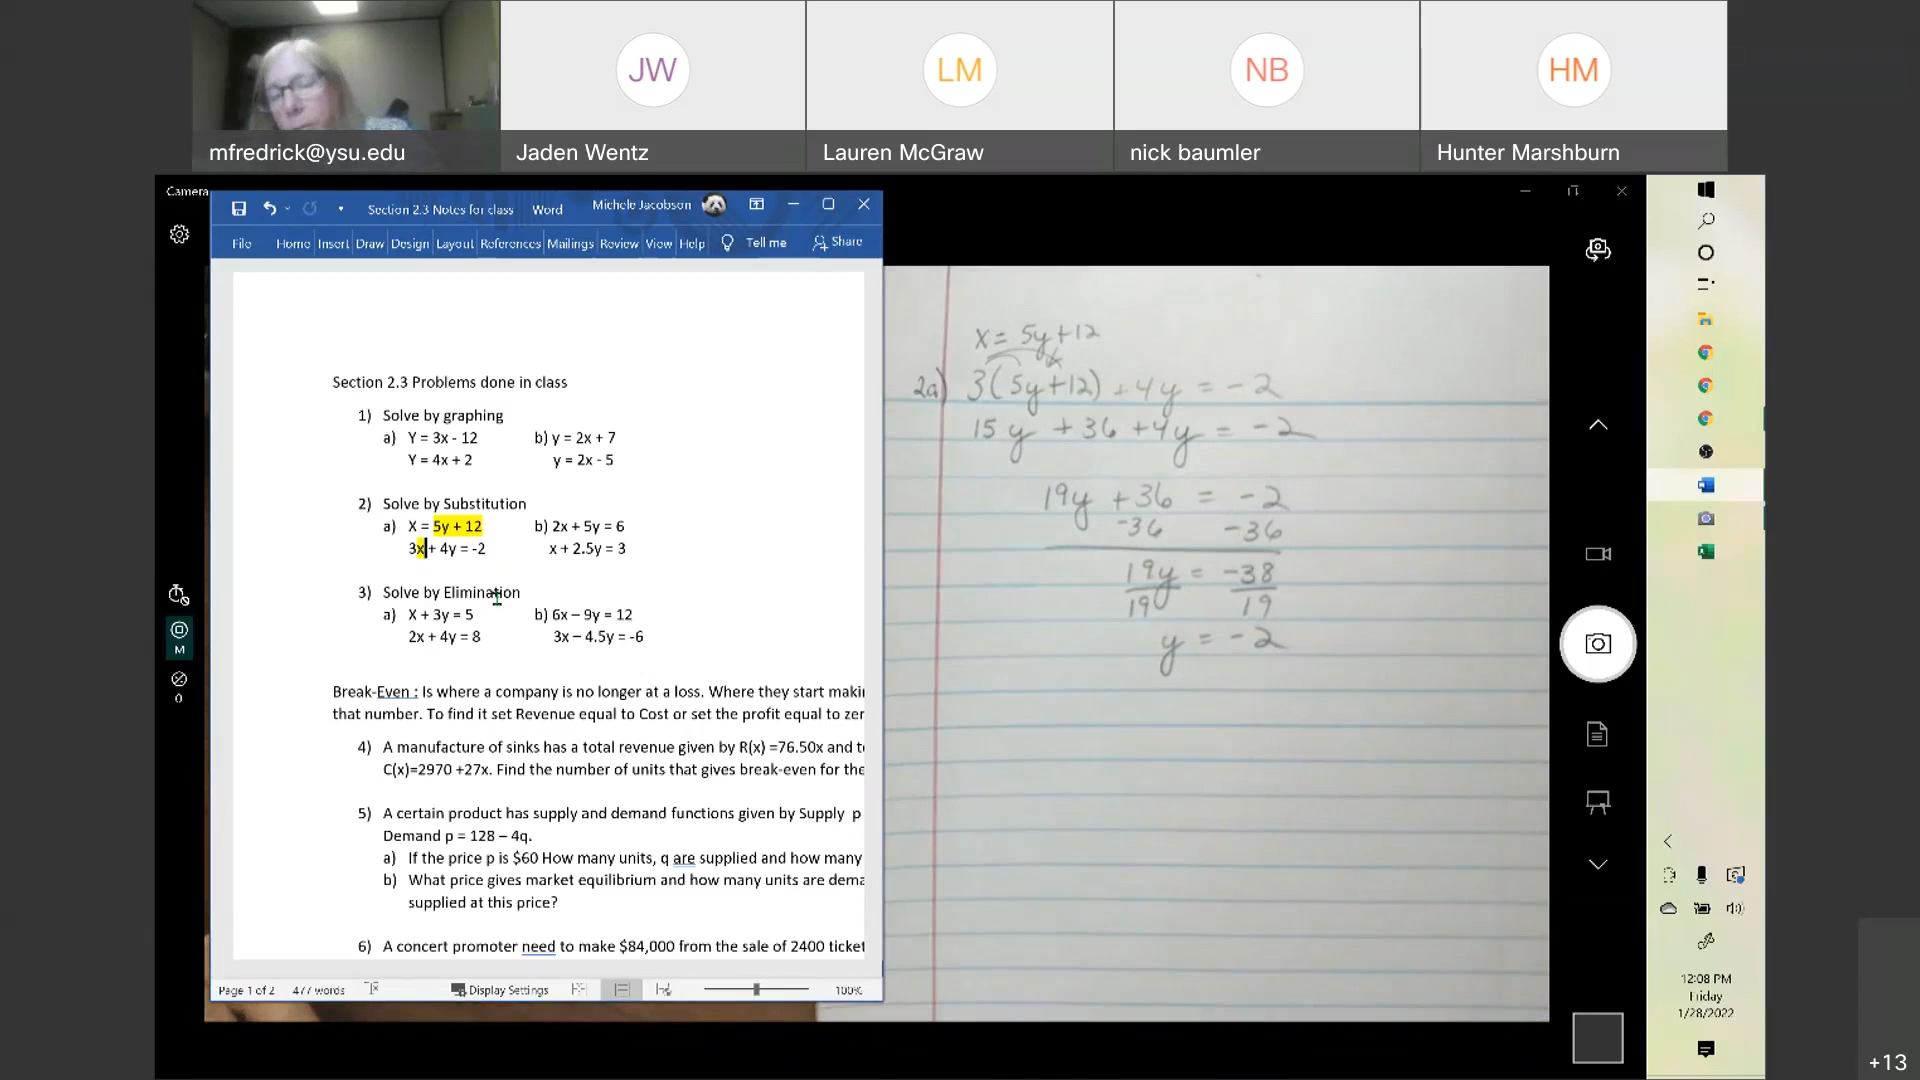 JW
LM
NB
HM
mfredrick@ysu.edu
Jaden Wentz
Lauren McGraw
nick baumler
Hunter Marshburn
Camera
Section 2.3 Notes for class
Word
Michele Jacobson
File Home Insert Draw Design Layout References Mailings Review View Help Tell me Share
Section 2.3 Problems done in class
1) Solve by graphing
a) Y = 3x - 12 b) y = 2x + 7
Y = 4x + 2 y = 2x - 5
2) Solve by Substitution
a) X = 5y + 12 b) 2x + 5y = 6
3x + 4y = -2 x + 2.5y = 3
3) Solve by Elimination
a) X + 3y = 5 b) 6x – 9y = 12
2x + 4y = 8 3x – 4.5y = -6
Break-Even : Is where a company is no longer at a loss. Where they start maki
that number. To find it set Revenue equal to Cost or set the profit equal to zer
4) A manufacture of sinks has a total revenue given by R(x) =76.50x and t
C(x)=2970 +27x. Find the number of units that gives break-even for the
5) A certain product has supply and demand functions given by Supply p
Demand p = 128 – 4q.
a) If the price p is $60 How many units, q are supplied and how many
b) What price gives market equilibrium and how many units are dema
supplied at this price?
6) A concert promoter need to make $84,000 from the sale of 2400 ticket
Page 1 of 2 477 words Display Settings 100%
x = 5y+12
2a) 3(5y+12) + 4y = -2
15y + 36 + 4y = -2
19y + 36 = -2
-36 -36
19y = -38
19 19
y = -2
M
0
12:08 PM
Friday
1/28/2022
+13